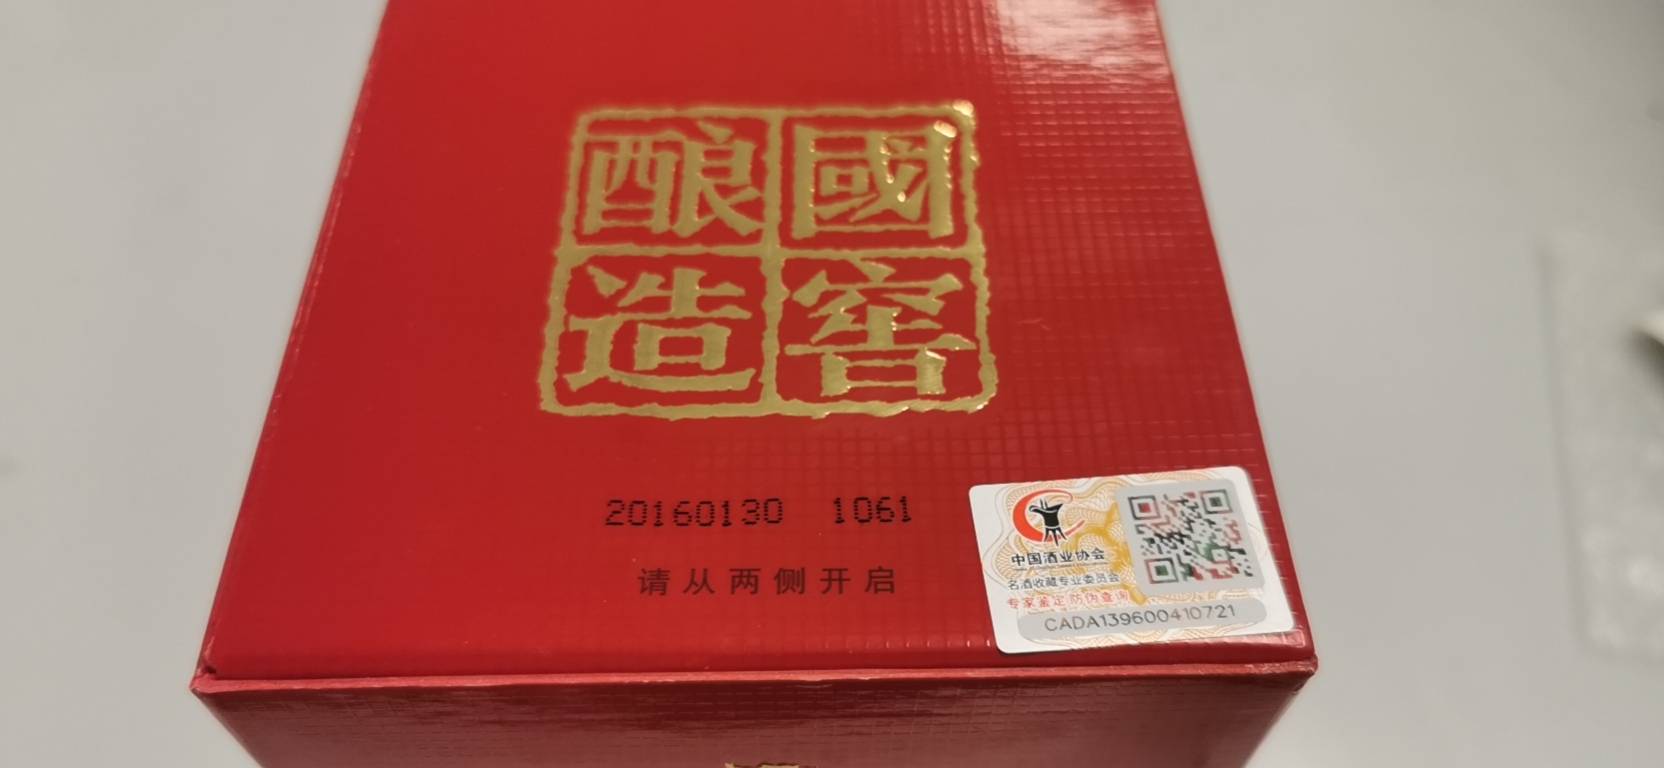 國窖
酿造
20160130 1061
请从两侧开启
中国酒业协会
名酒收藏专业委员会
专家鉴定 防伪查询
CADA139600410721